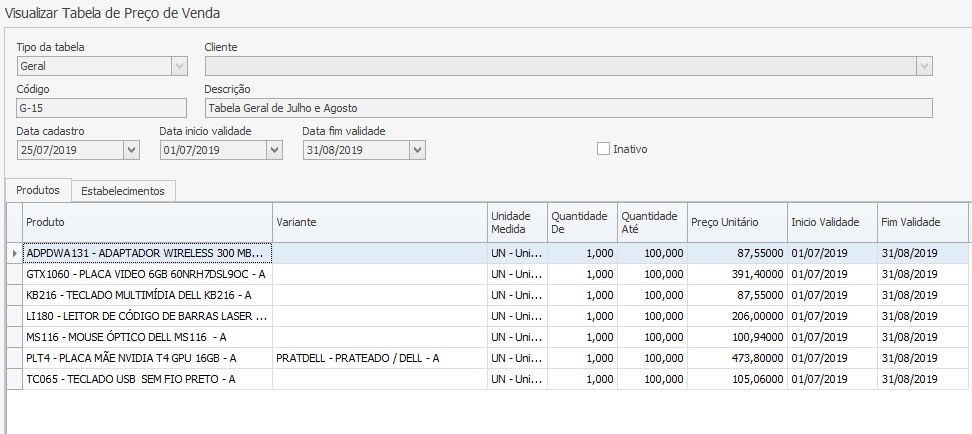 Visualizar Tabela de Preço de Venda
Tipo da tabela Cliente
Geral
Código Descrição
G-15 Tabela Geral de Julho e Agosto
Data cadastro Data inicio validade Data fim validade
25/07/2019 01/07/2019 31/08/2019 Inativo
Produtos Estabelecimentos
Produto Variante Unidade Medida Quantidade De Quantidade Até Preço Unitário Inicio Validade Fim Validade
ADPDWA131 - ADAPTADOR WIRELESS 300 MB... UN - Uni... 1,000 100,000 87,55000 01/07/2019 31/08/2019
GTX1060 - PLACA VIDEO 6GB 60NRH7DSL9OC - A UN - Uni... 1,000 100,000 391,40000 01/07/2019 31/08/2019
KB216 - TECLADO MULTIMÍDIA DELL KB216 - A UN - Uni... 1,000 100,000 87,55000 01/07/2019 31/08/2019
LI180 - LEITOR DE CÓDIGO DE BARRAS LASER ... UN - Uni... 1,000 100,000 206,00000 01/07/2019 31/08/2019
MS116 - MOUSE ÓPTICO DELL MS116 - A UN - Uni... 1,000 100,000 100,94000 01/07/2019 31/08/2019
PLT4 - PLACA MÃE NVIDIA T4 GPU 16GB - A PRATDELL - PRATEADO / DELL - A UN - Uni... 1,000 100,000 473,80000 01/07/2019 31/08/2019
TC065 - TECLADO USB SEM FIO PRETO - A UN - Uni... 1,000 100,000 105,06000 01/07/2019 31/08/2019